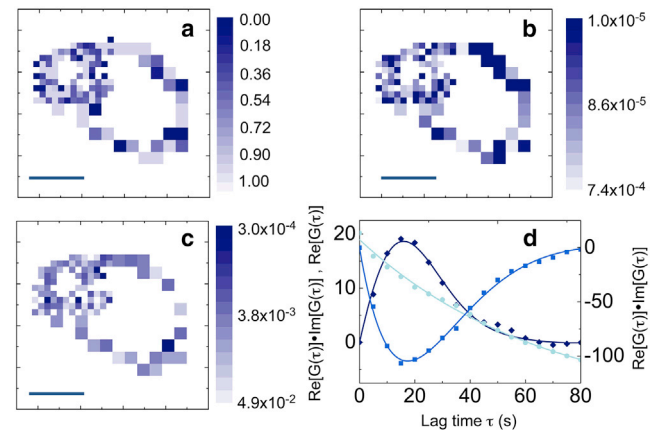 a
0.00
0.18
0.36
0.54
0.72
0.90
1.00
b
1.0x10⁻⁵
8.6x10⁻⁵
7.4x10⁻⁴
c
3.0x10⁻⁴
3.8x10⁻³
4.9x10⁻²
d
Re[G(τ)]•Im[G(τ)] , Re[G(τ)]
20
10
0
0
-50
-100
Re[G(τ)]•Im[G(τ)]
0 20 40 60 80
Lag time τ (s)